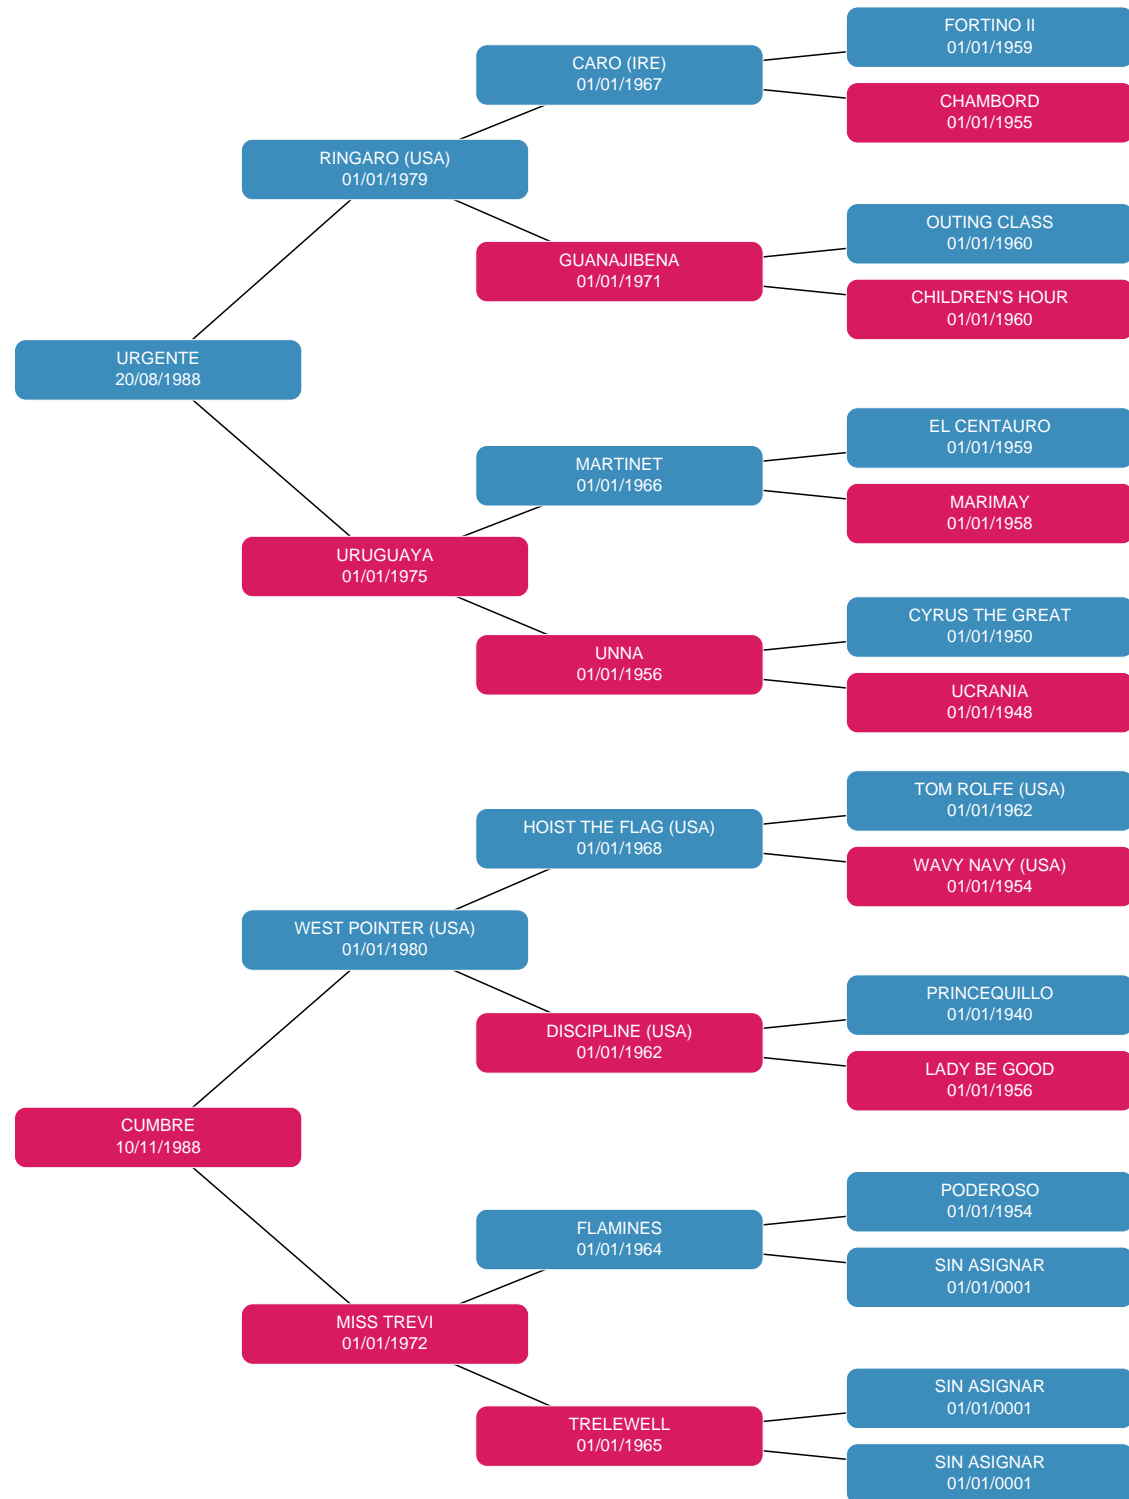 FORTINO II
01/01/1959
CARO (IRE)
01/01/1967
CHAMBORD
01/01/1955
RINGARO (USA)
01/01/1979
OUTING CLASS
01/01/1960
GUANAJIBENA
01/01/1971
CHILDREN'S HOUR
01/01/1960
URGENTE
20/08/1988
EL CENTAURO
01/01/1959
MARTINET
01/01/1966
MARIMAY
01/01/1958
URUGUAYA
01/01/1975
CYRUS THE GREAT
01/01/1950
UNNA
01/01/1956
UCRANIA
01/01/1948
TOM ROLFE (USA)
01/01/1962
HOIST THE FLAG (USA)
01/01/1968
WAVY NAVY (USA)
01/01/1954
WEST POINTER (USA)
01/01/1980
PRINCEQUILLO
01/01/1940
DISCIPLINE (USA)
01/01/1962
LADY BE GOOD
01/01/1956
CUMBRE
10/11/1988
PODEROSO
01/01/1954
FLAMINES
01/01/1964
SIN ASIGNAR
01/01/0001
MISS TREVI
01/01/1972
SIN ASIGNAR
01/01/0001
TRELEWELL
01/01/1965
SIN ASIGNAR
01/01/0001